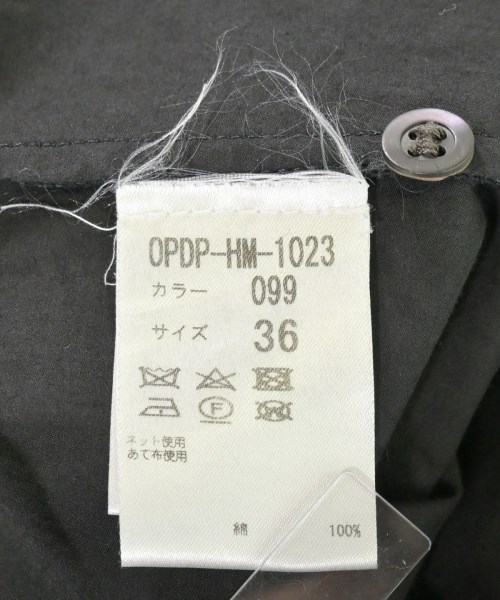 OPDP-HM-1023
カラー 099
サイズ 36
F
W
ネット使用
あて布使用
綿 100%